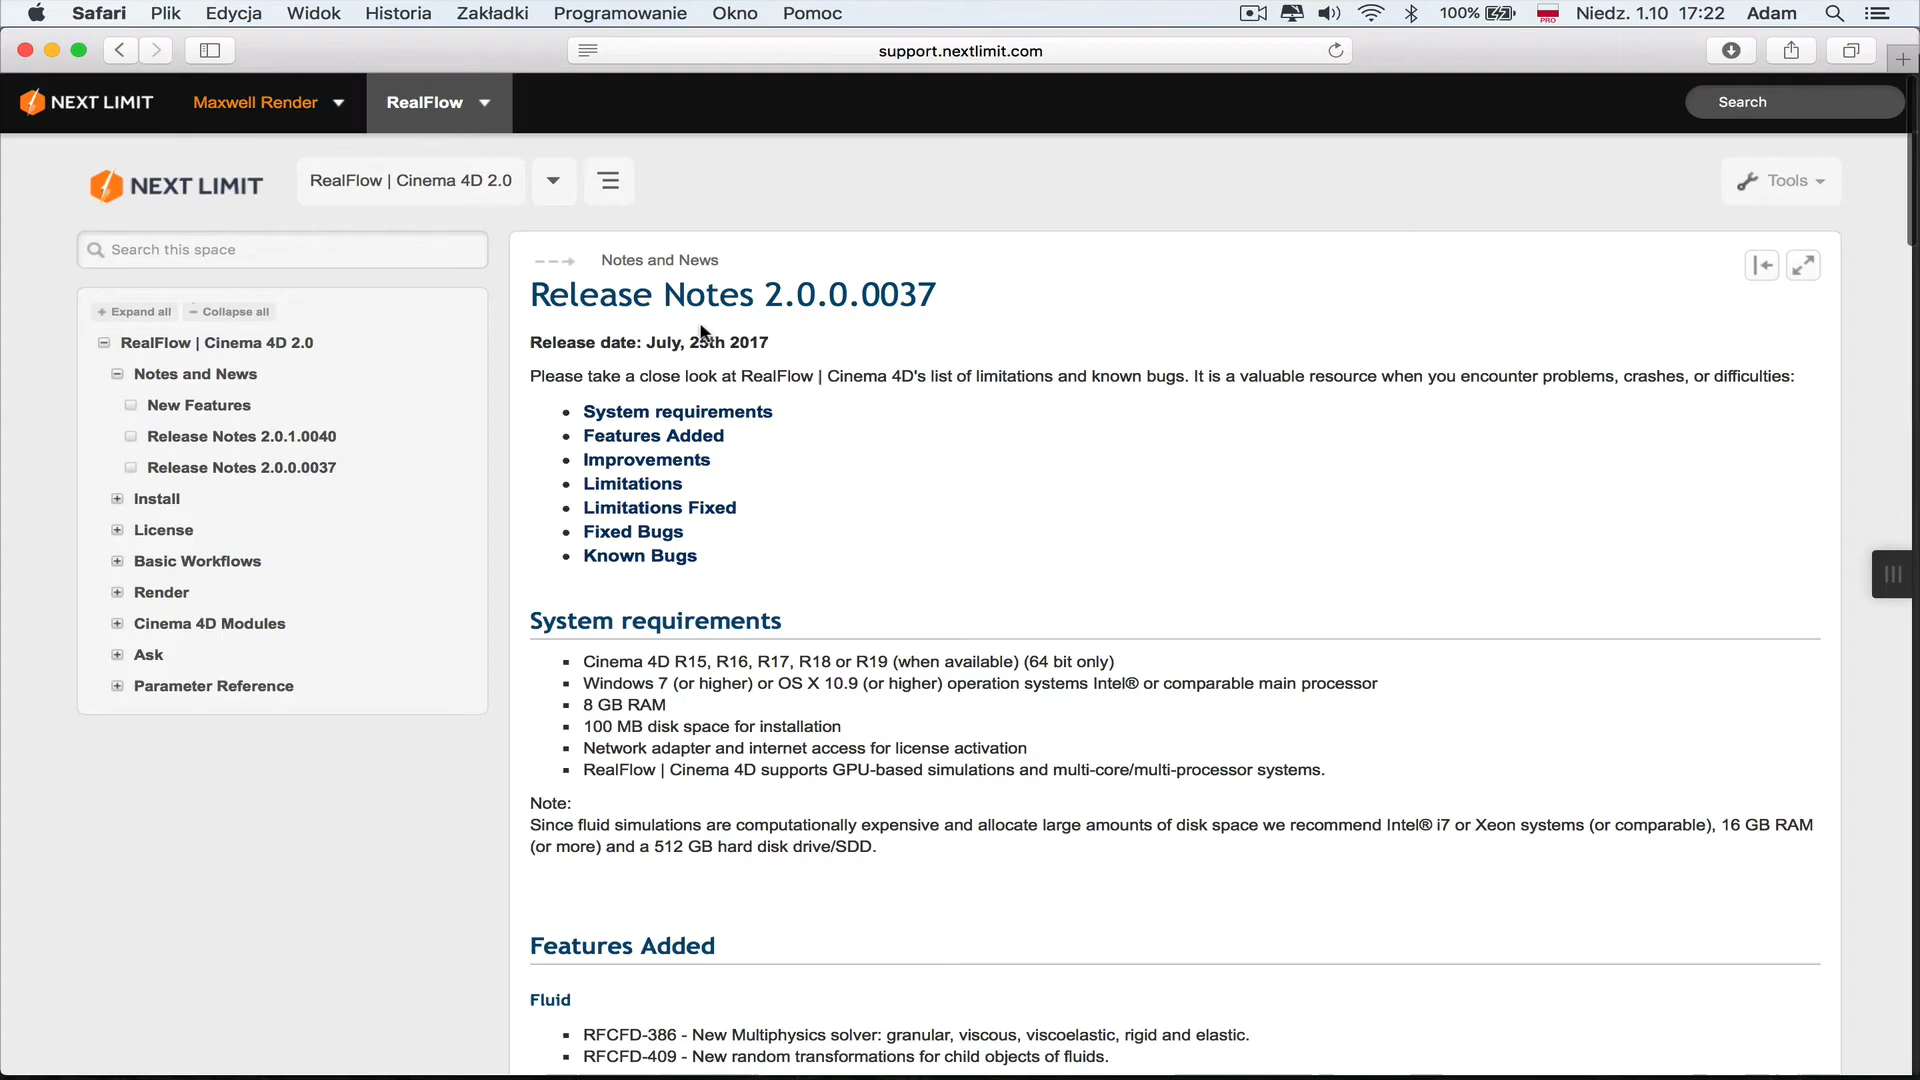 Safari Plik Edycja Widok Historia Zakładki Programowanie Okno Pomoc 100% PRO Niedz. 1.10 17:22 Adam
support.nextlimit.com
NEXT LIMIT Maxwell Render RealFlow Search
NEXT LIMIT RealFlow | Cinema 4D 2.0 Tools
Search this space
+ Expand all − Collapse all
RealFlow | Cinema 4D 2.0
Notes and News
New Features
Release Notes 2.0.1.0040
Release Notes 2.0.0.0037
Install
License
Basic Workflows
Render
Cinema 4D Modules
Ask
Parameter Reference
Notes and News
Release Notes 2.0.0.0037
Release date: July, 25th 2017
Please take a close look at RealFlow | Cinema 4D's list of limitations and known bugs. It is a valuable resource when you encounter problems, crashes, or difficulties:
• System requirements
• Features Added
• Improvements
• Limitations
• Limitations Fixed
• Fixed Bugs
• Known Bugs
System requirements
▪ Cinema 4D R15, R16, R17, R18 or R19 (when available) (64 bit only)
▪ Windows 7 (or higher) or OS X 10.9 (or higher) operation systems Intel® or comparable main processor
▪ 8 GB RAM
▪ 100 MB disk space for installation
▪ Network adapter and internet access for license activation
▪ RealFlow | Cinema 4D supports GPU-based simulations and multi-core/multi-processor systems.
Note:
Since fluid simulations are computationally expensive and allocate large amounts of disk space we recommend Intel® i7 or Xeon systems (or comparable), 16 GB RAM
(or more) and a 512 GB hard disk drive/SDD.
Features Added
Fluid
▪ RFCFD-386 - New Multiphysics solver: granular, viscous, viscoelastic, rigid and elastic.
▪ RFCFD-409 - New random transformations for child objects of fluids.